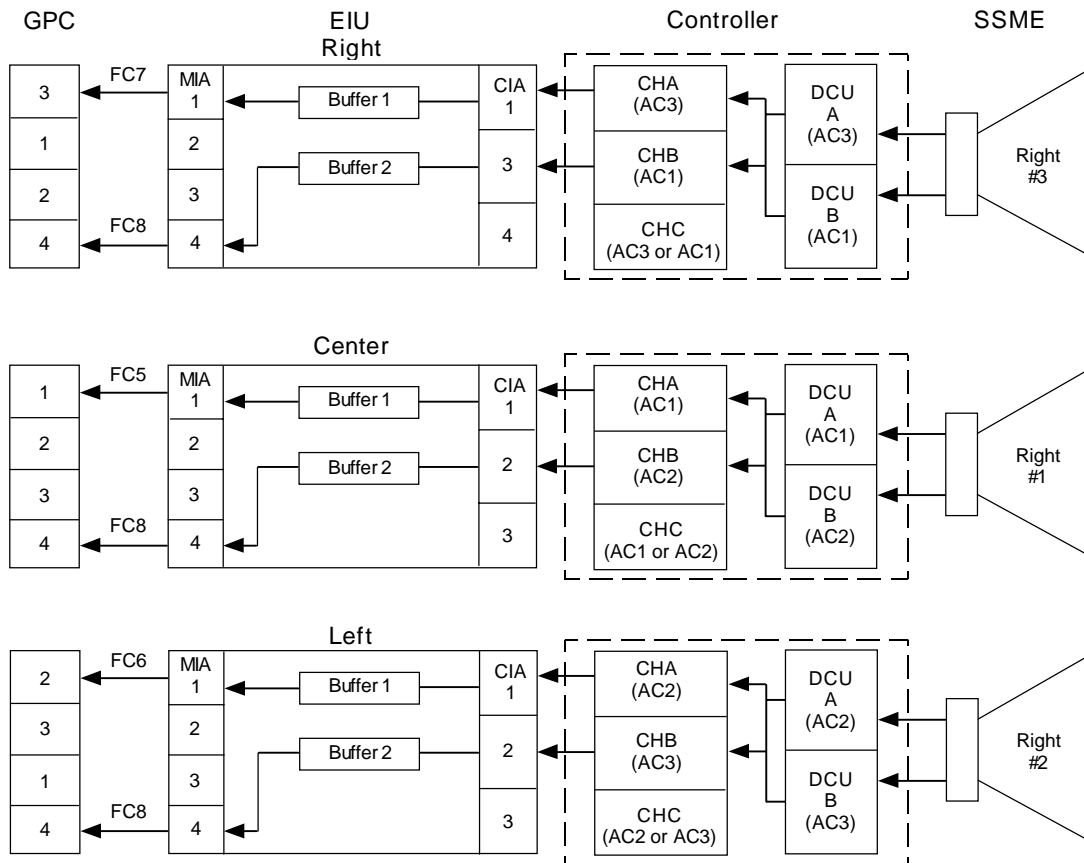 GPC
EIU
Controller
SSME
Right
3
1
2
4
FC7
FC8
MIA
1
2
3
4
Buffer 1
Buffer 2
CIA
1
3
4
CHA
(AC3)
CHB
(AC1)
CHC
(AC3 or AC1)
DCU
A
(AC3)
DCU
B
(AC1)
Right
#3
Center
1
2
3
4
FC5
FC8
MIA
1
2
3
4
Buffer 1
Buffer 2
CIA
1
2
3
CHA
(AC1)
CHB
(AC2)
CHC
(AC1 or AC2)
DCU
A
(AC1)
DCU
B
(AC2)
Right
#1
Left
2
3
1
4
FC6
FC8
MIA
1
2
3
4
Buffer 1
Buffer 2
CIA
1
2
3
CHA
(AC2)
CHB
(AC3)
CHC
(AC2 or AC3)
DCU
A
(AC2)
DCU
B
(AC3)
Right
#2